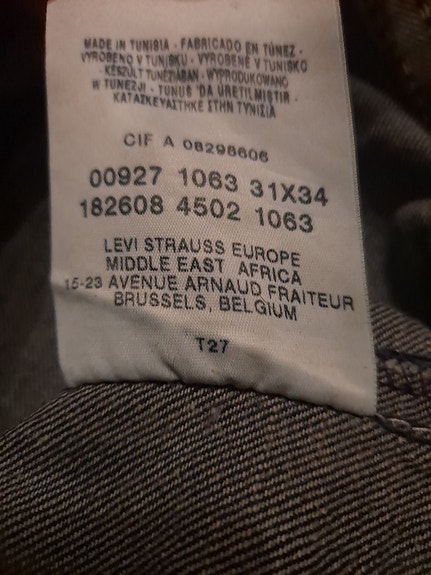 MADE IN TUNISIA - FABRICADO EN TÚNEZ -
VYROBENO V TUNISKU - VYROBENÉ V TUNISKO
- KÉSZÜLT TUNÉZIÁBAN - WYPRODUKOWANO
W TUNEZJI - TUNUS 'DA ÜRETILMIŞTIR -
ΚΑΤΑΣΚΕΥΑΣΤΗΚΕ ΣΤΗΝ ΤΥΝΙΖΙΑ
CIF A 08298606
00927 1063 31X34
182608 4502 1063
LEVI STRAUSS EUROPE
MIDDLE EAST AFRICA
15-23 AVENUE ARNAUD FRAITEUR
BRUSSELS, BELGIUM
T27